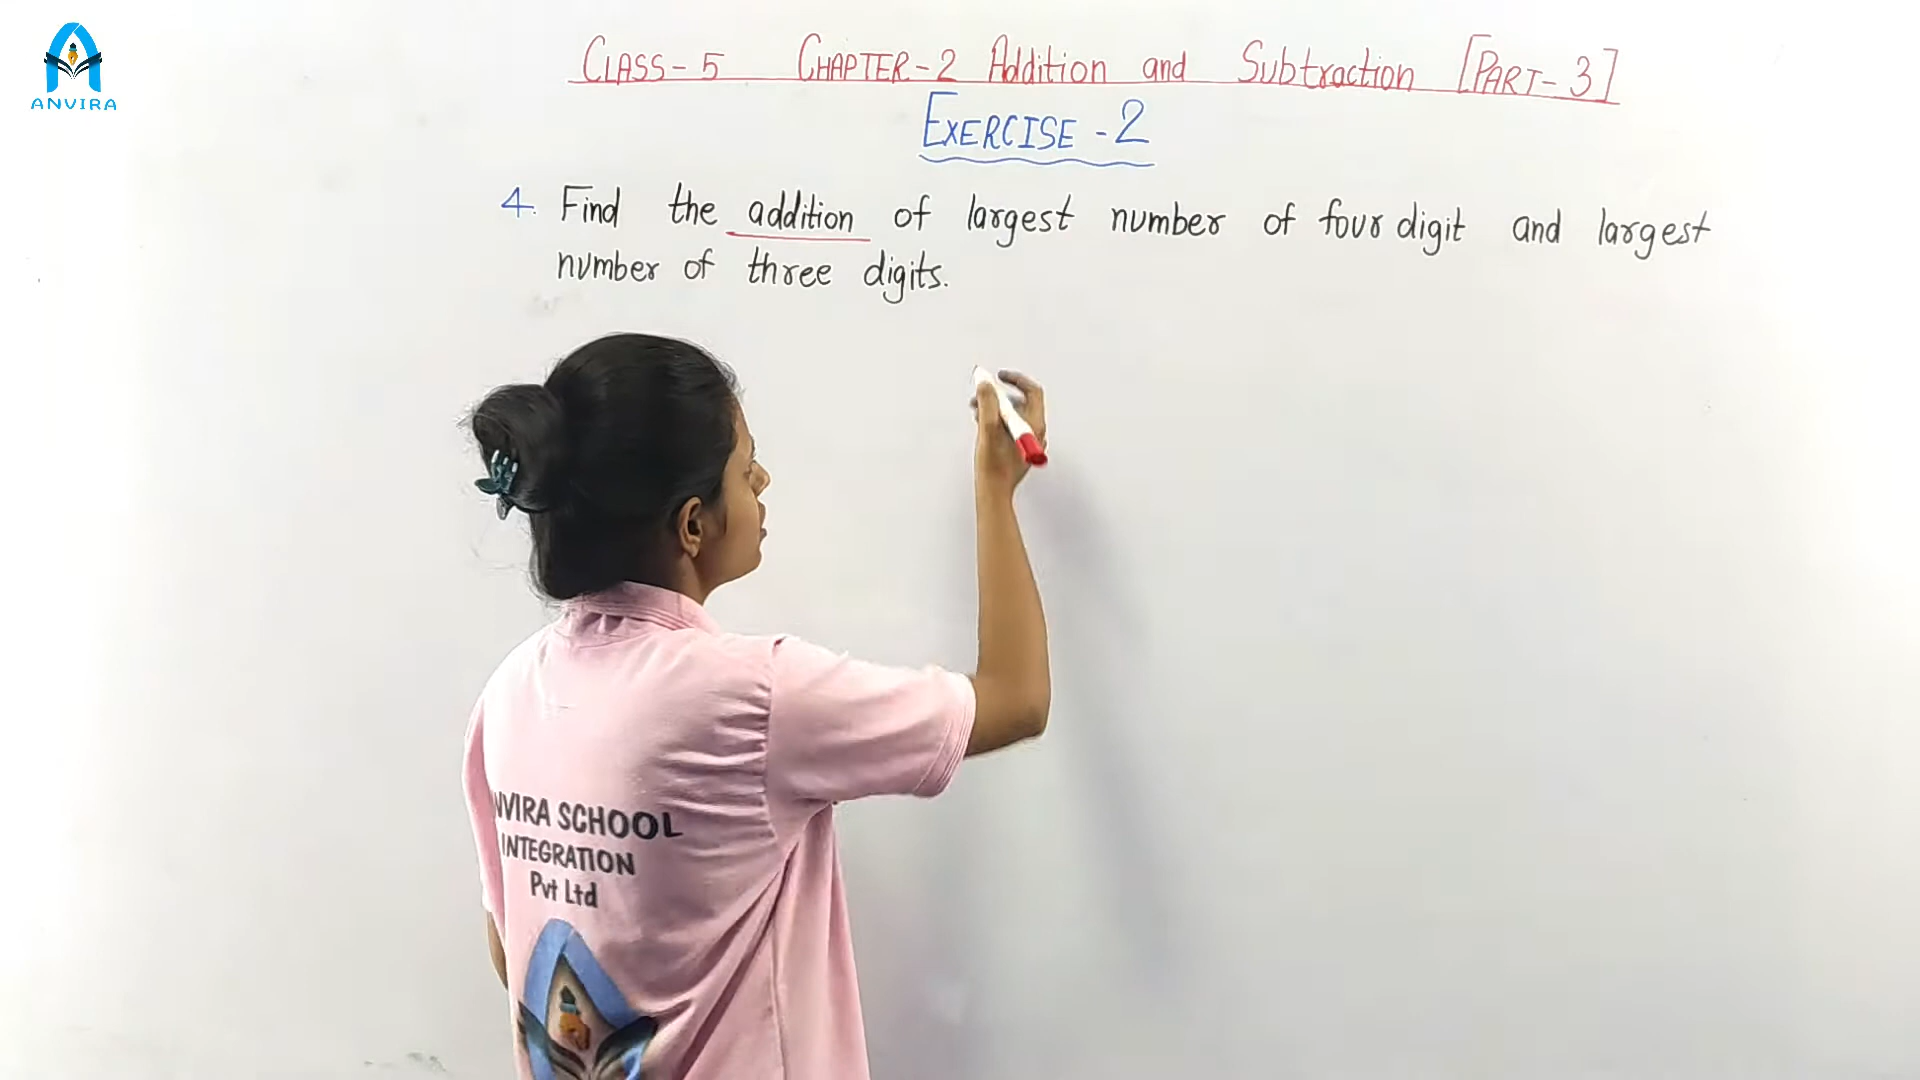 ANVIRA
CLASS-5 CHAPTER-2 Addition and Subtraction [PART-3]
EXERCISE-2
4. Find the addition of largest number of four digit and largest
number of three digits.
NVIRA SCHOOL
INTEGRATION
Pvt Ltd